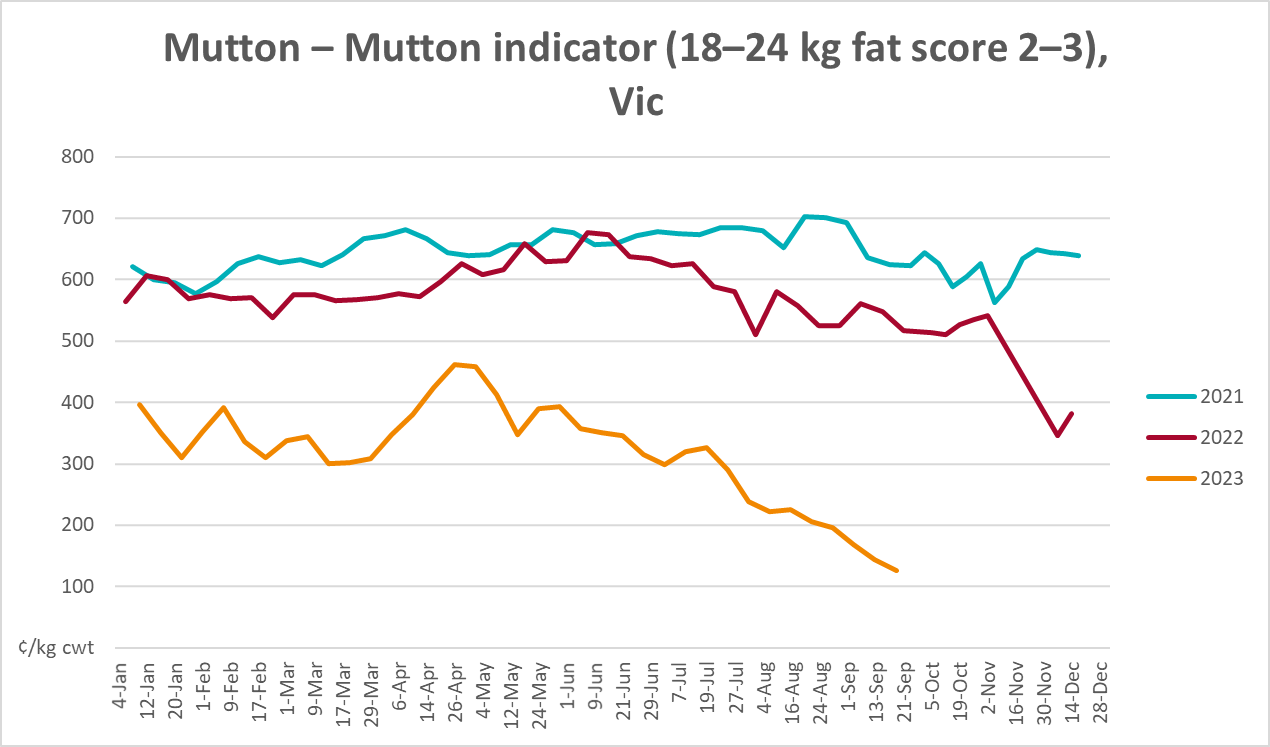 Mutton – Mutton indicator (18–24 kg fat score 2–3),
Vic
800
700
600
500
400
300
200
100
¢/kg cwt
4-Jan
12-Jan
20-Jan
1-Feb
9-Feb
17-Feb
1-Mar
9-Mar
17-Mar
29-Mar
6-Apr
14-Apr
26-Apr
4-May
12-May
24-May
1-Jun
9-Jun
21-Jun
29-Jun
7-Jul
19-Jul
27-Jul
4-Aug
16-Aug
24-Aug
1-Sep
13-Sep
21-Sep
5-Oct
19-Oct
2-Nov
16-Nov
30-Nov
14-Dec
28-Dec
2021
2022
2023